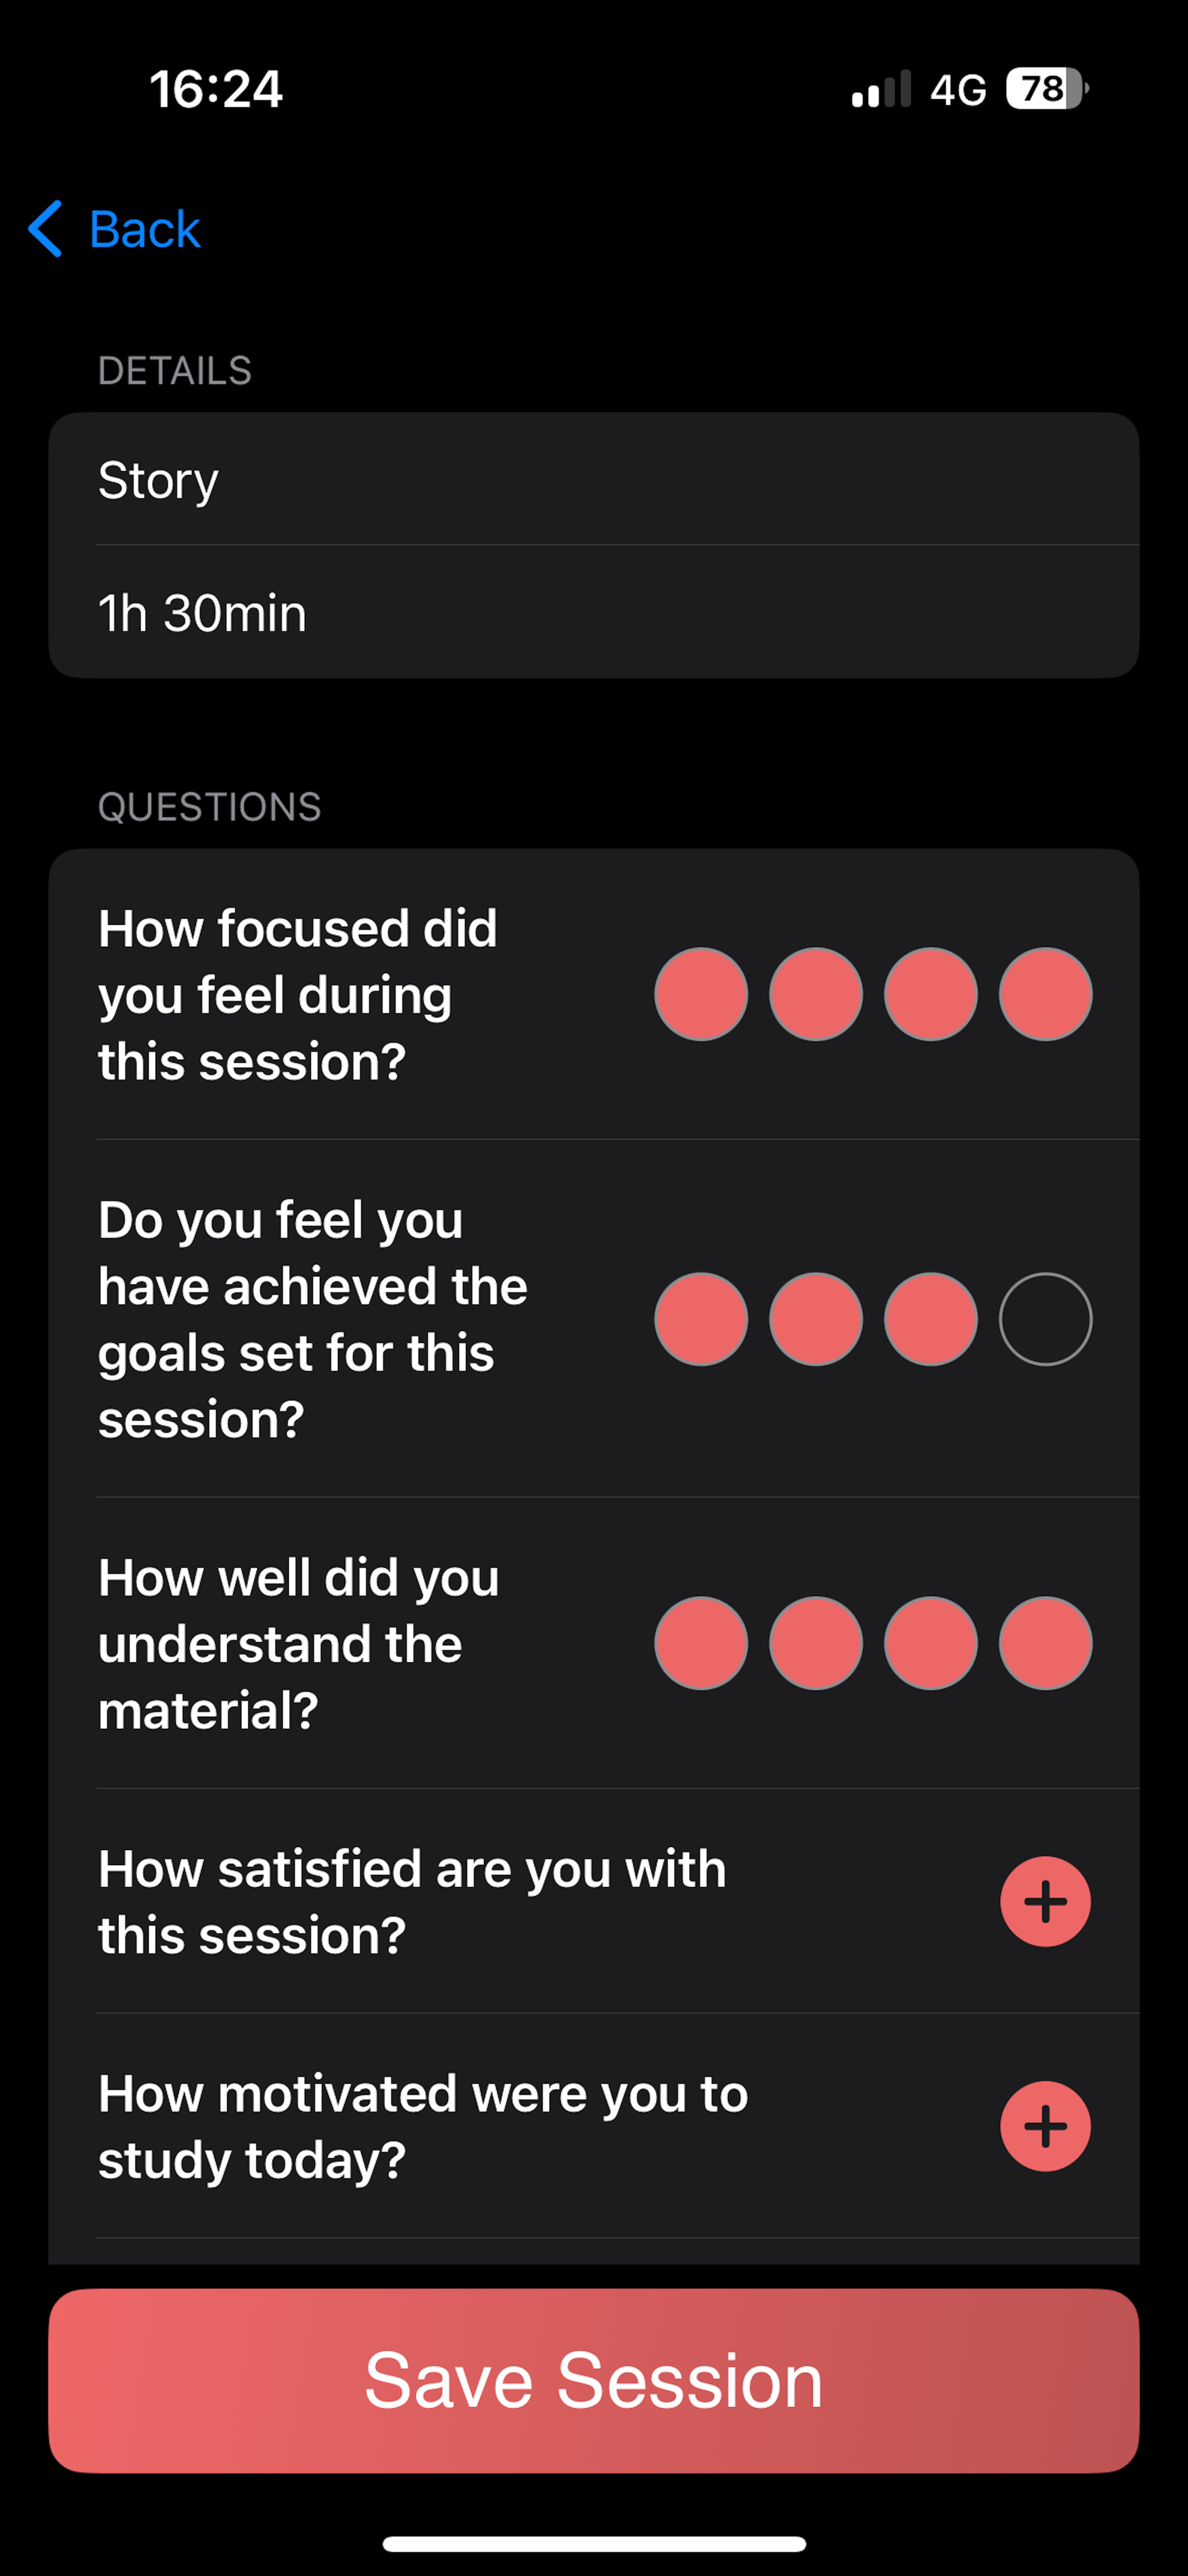 16:24
4G 78
Back
DETAILS
Story
1h 30min
QUESTIONS
How focused did
you feel during
this session?
Do you feel you
have achieved the
goals set for this
session?
How well did you
understand the
material?
How satisfied are you with
this session?
How motivated were you to
study today?
Save Session